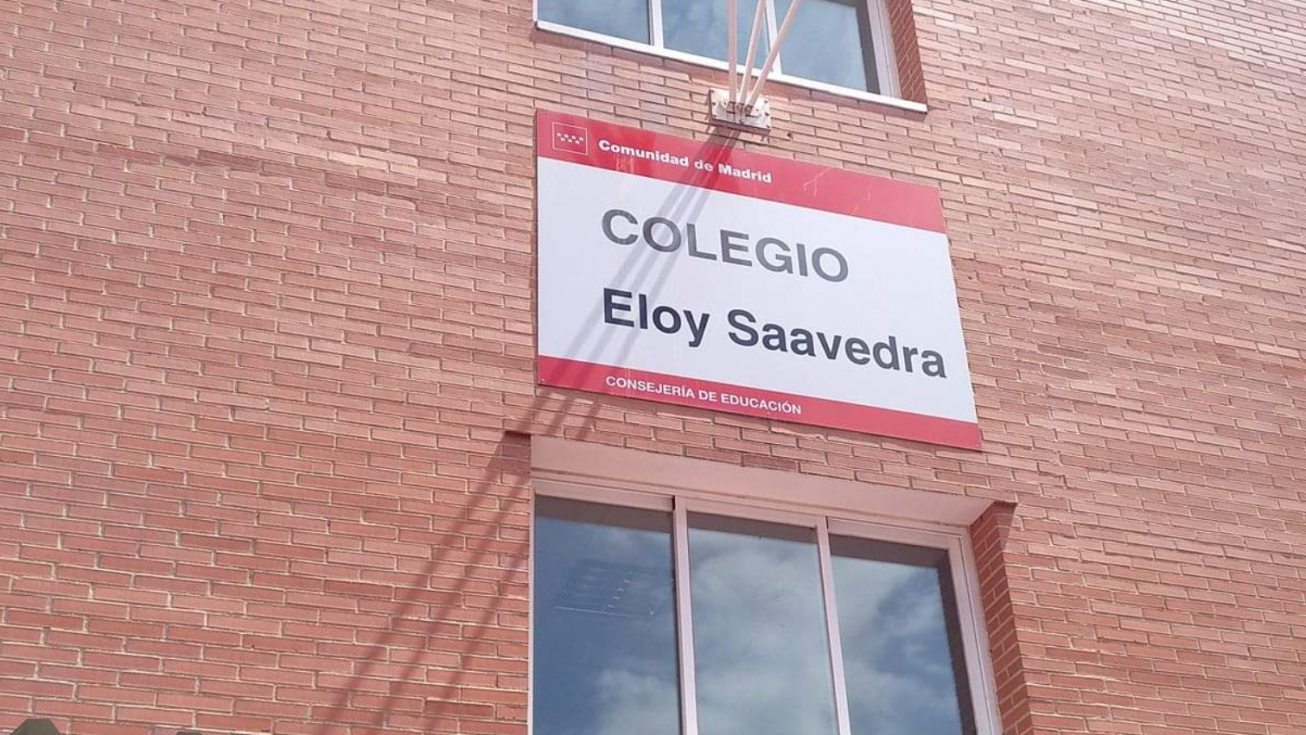 Comunidad de Madrid
COLEGIO
Eloy Saavedra
CONSEJERÍA DE EDUCACIÓN